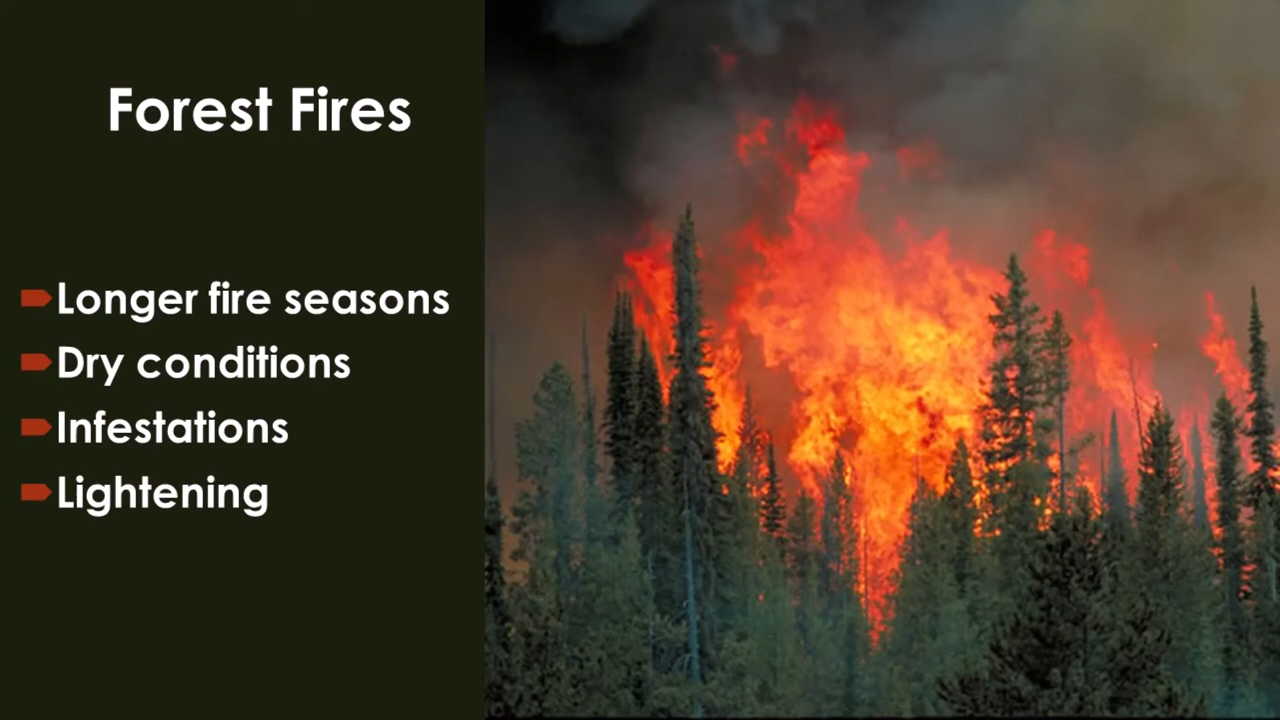 Forest Fires
Longer fire seasons
Dry conditions
Infestations
Lightening